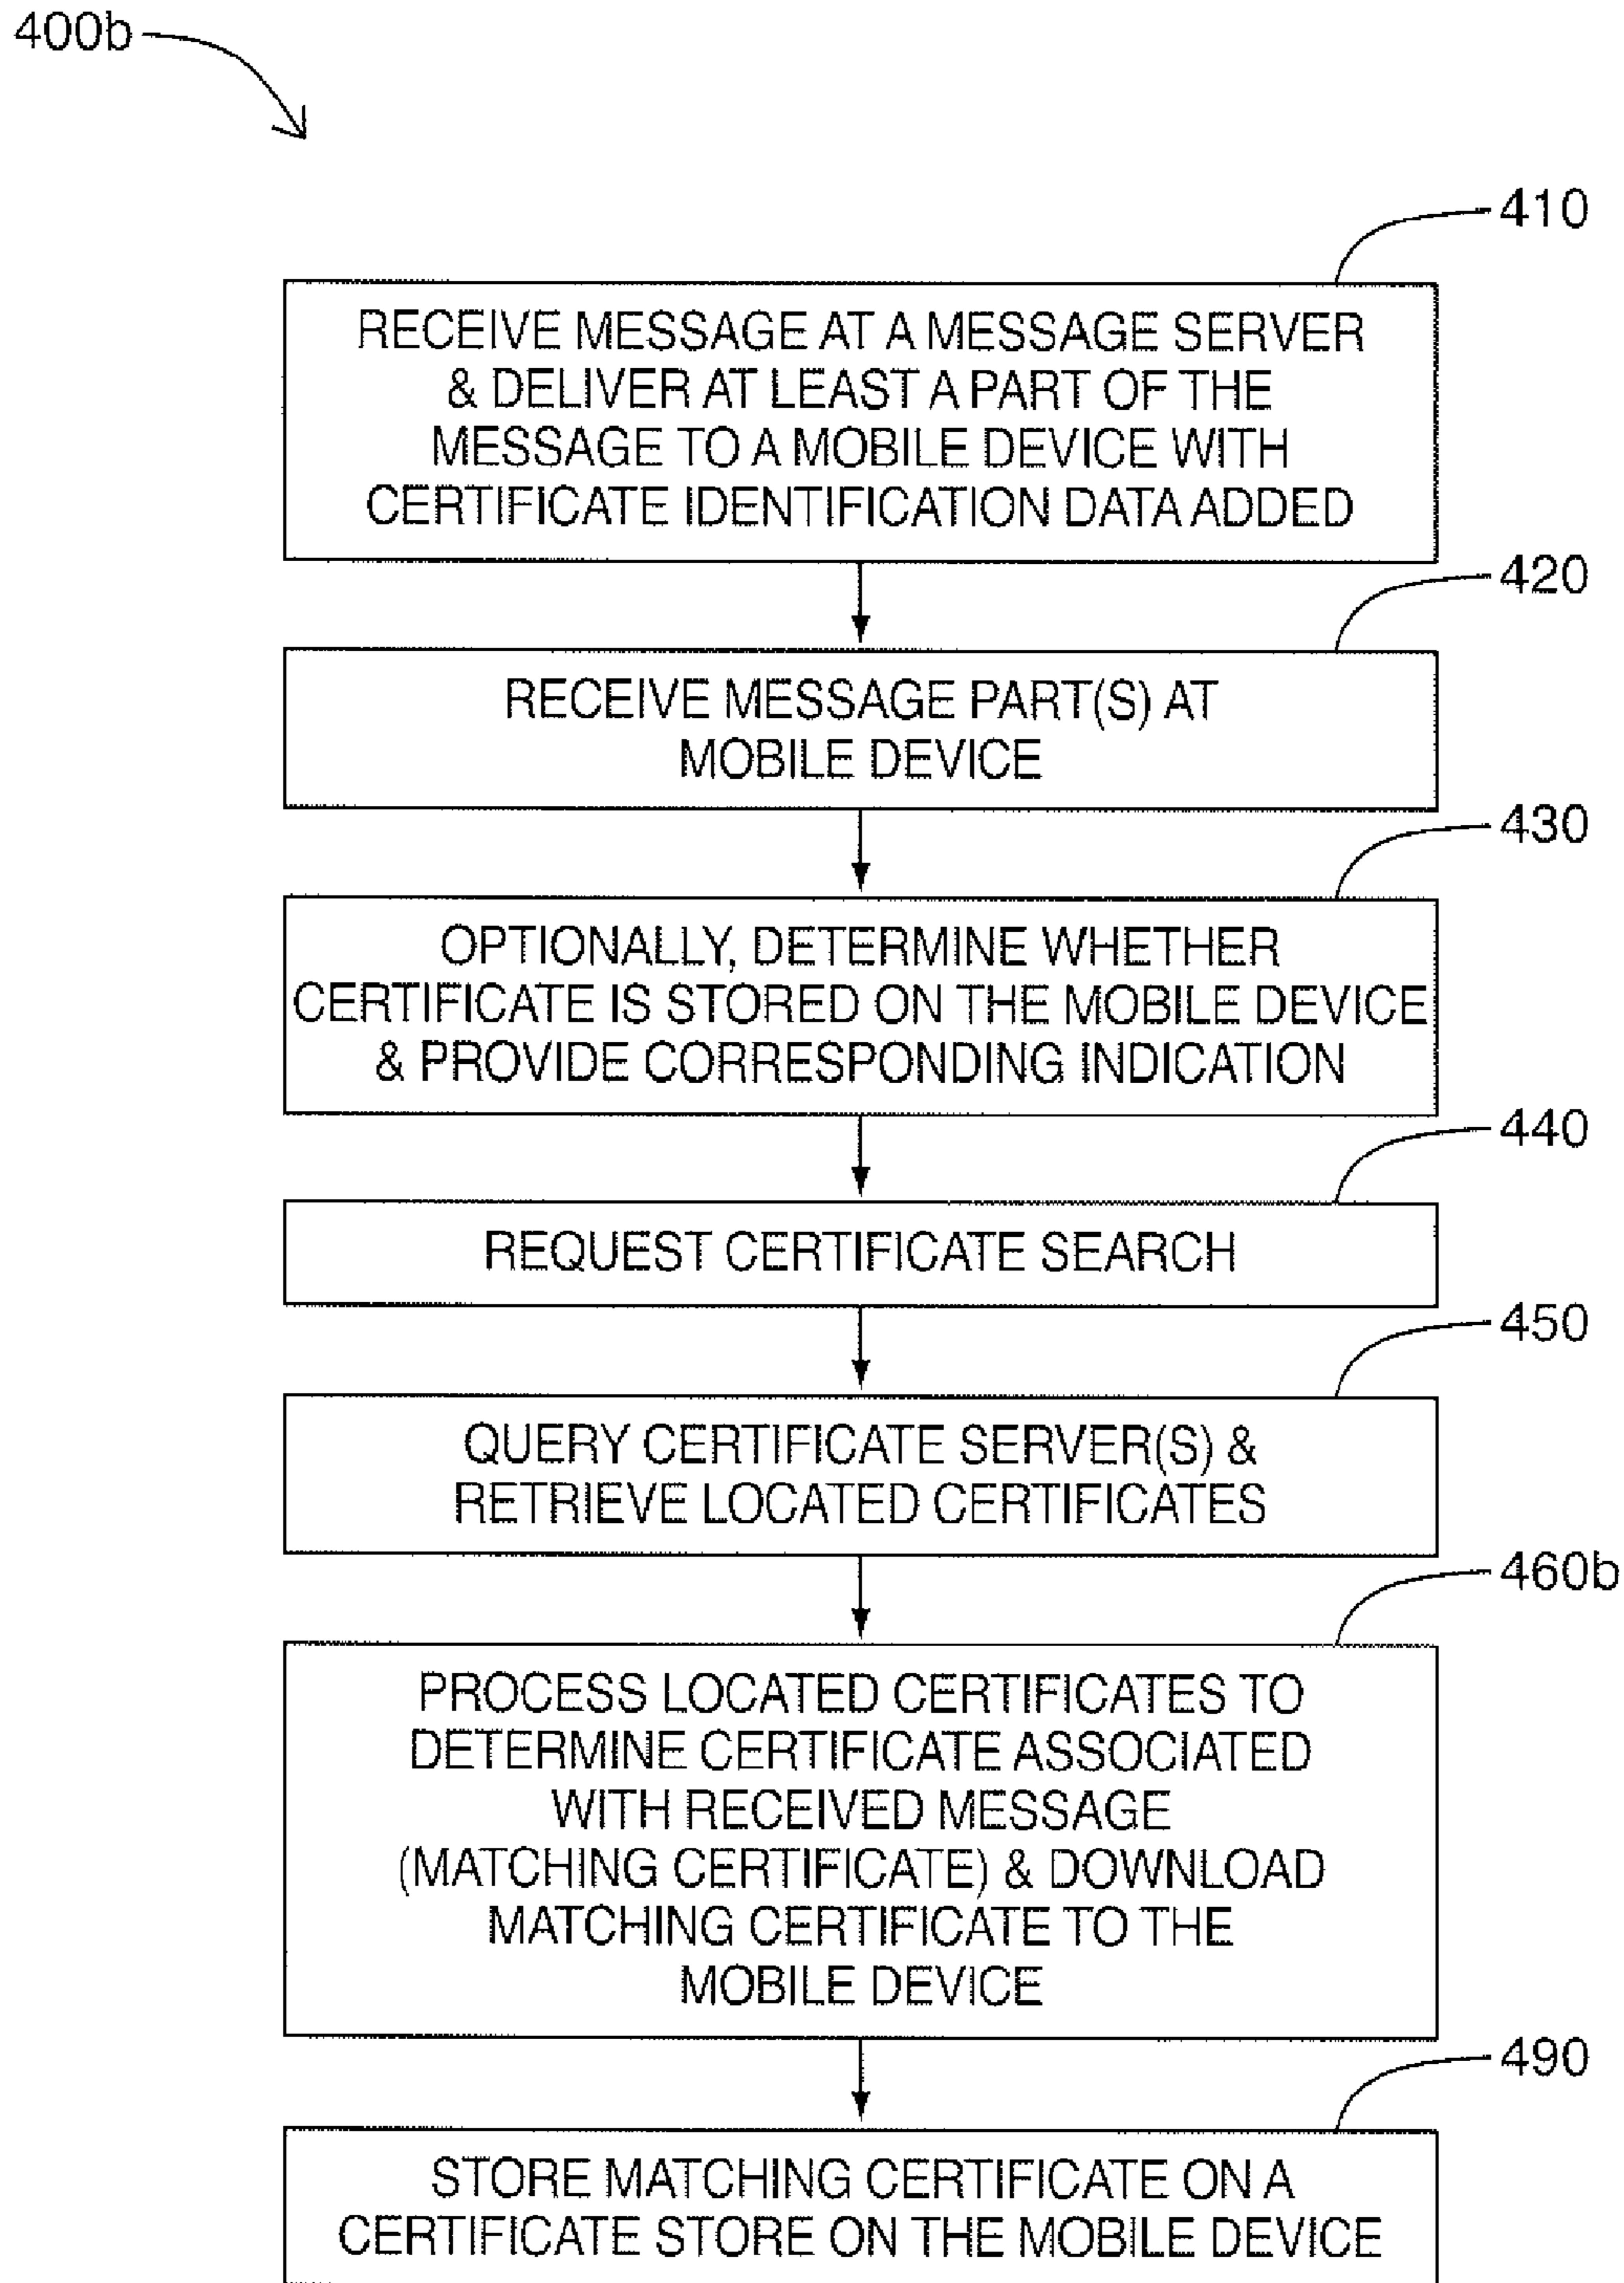 400b
410
RECEIVE MESSAGE AT A MESSAGE SERVER
& DELIVER AT LEAST A PART OF THE
MESSAGE TO A MOBILE DEVICE WITH
CERTIFICATE IDENTIFICATION DATA ADDED
420
RECEIVE MESSAGE PART(S) AT
MOBILE DEVICE
430
OPTIONALLY, DETERMINE WHETHER
CERTIFICATE IS STORED ON THE MOBILE DEVICE
& PROVIDE CORRESPONDING INDICATION
440
REQUEST CERTIFICATE SEARCH
450
QUERY CERTIFICATE SERVER(S) &
RETRIEVE LOCATED CERTIFICATES
460b
PROCESS LOCATED CERTIFICATES TO
DETERMINE CERTIFICATE ASSOCIATED
WITH RECEIVED MESSAGE
(MATCHING CERTIFICATE) & DOWNLOAD
MATCHING CERTIFICATE TO THE
MOBILE DEVICE
490
STORE MATCHING CERTIFICATE ON A
CERTIFICATE STORE ON THE MOBILE DEVICE